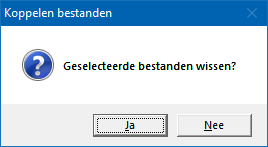 Koppelen bestanden
Geselecteerde bestanden wissen?
Ja
Nee